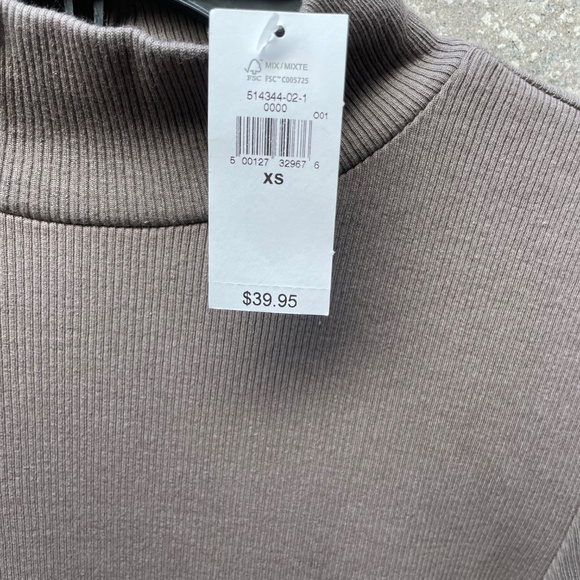 MIX/MIXTE
FSC FSC™ C005725
514344-02-1
0000
001
5 00127 32967 6
XS
$39.95